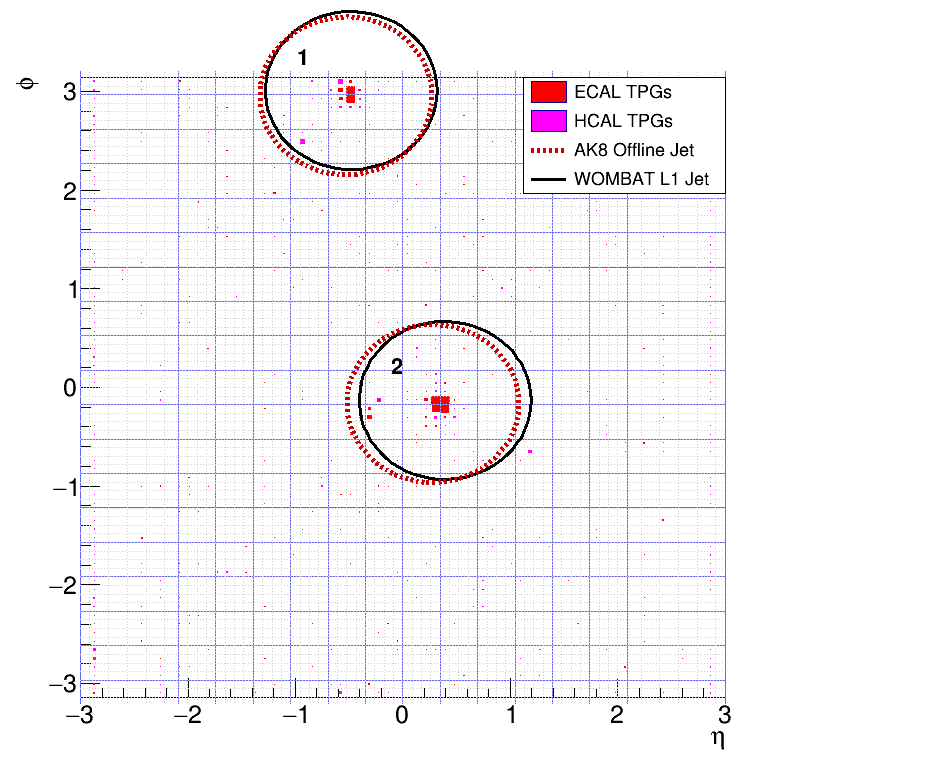 1
ϕ
3
ECAL TPGs
HCAL TPGs
AK8 Offline Jet
WOMBAT L1 Jet
2
1
2
0
−1
−2
−3
−3 −2 −1 0 1 2 3
η